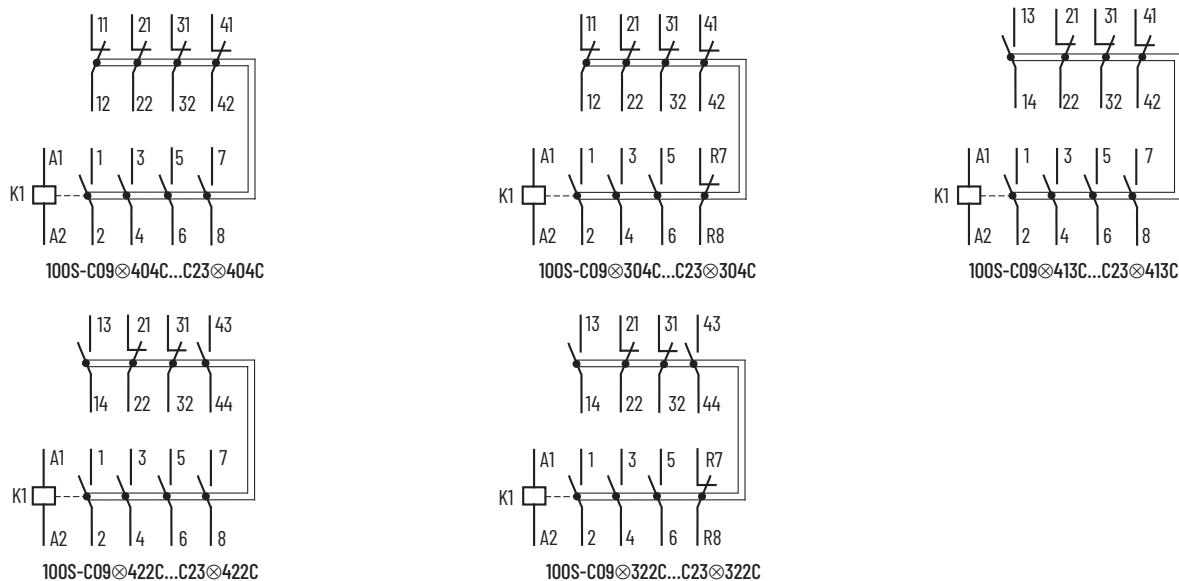 11 21 31 41
12 22 32 42
A1 1 3 5 7
K1
A2 2 4 6 8
100S-C09⊗404C...C23⊗404C
11 21 31 41
12 22 32 42
A1 1 3 5 R7
K1
A2 2 4 6 R8
100S-C09⊗304C...C23⊗304C
13 21 31 41
14 22 32 42
A1 1 3 5 7
K1
A2 2 4 6 8
100S-C09⊗413C...C23⊗413C
13 21 31 43
14 22 32 44
A1 1 3 5 7
K1
A2 2 4 6 8
100S-C09⊗422C...C23⊗422C
13 21 31 43
14 22 32 44
A1 1 3 5 R7
K1
A2 2 4 6 R8
100S-C09⊗322C...C23⊗322C